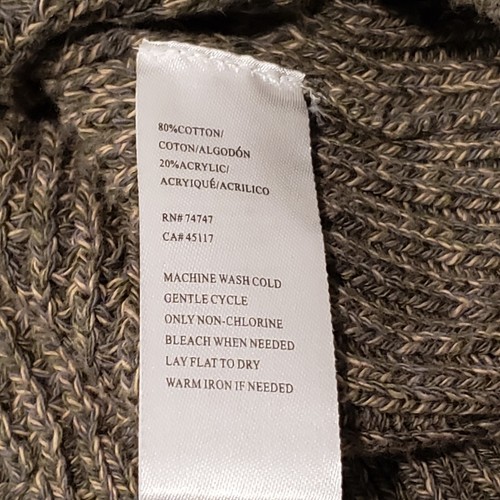 80%COTTON/
COTON/ALGODÓN
20%ACRYLIC/
ACRYIQUÉ/ACRILICO
RN# 74747
CA# 45117
MACHINE WASH COLD
GENTLE CYCLE
ONLY NON-CHLORINE
BLEACH WHEN NEEDED
LAY FLAT TO DRY
WARM IRON IF NEEDED